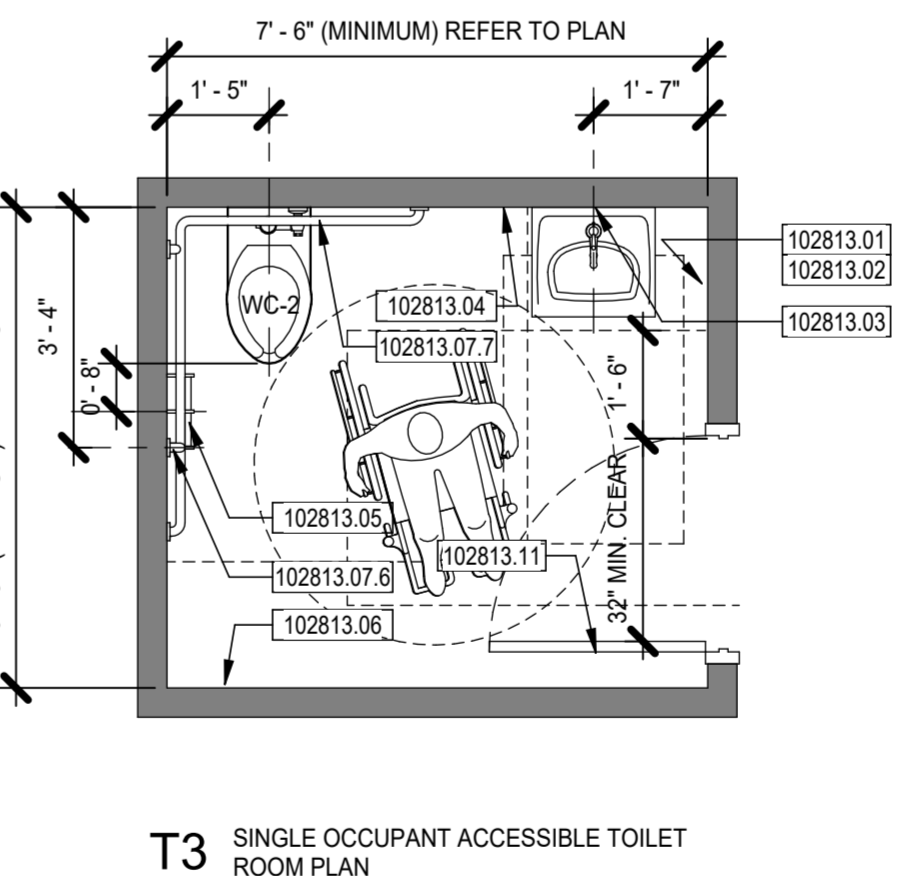 7' - 6" (MINIMUM) REFER TO PLAN
1' - 5"
1' - 7"
102813.01
102813.02
102813.03
WC-2
102813.04
102813.07.7
3' - 4"
0' - 8"
1' - 6"
32" MIN. CLEAR
102813.05
102813.11
102813.07.6
102813.06
T3 SINGLE OCCUPANT ACCESSIBLE TOILET
ROOM PLAN